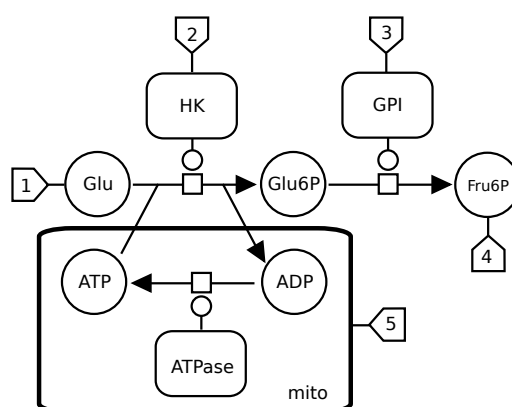 2
3
HK
GPI
1
Glu
Glu6P
Fru6P
4
ATP
ADP
5
ATPase
mito